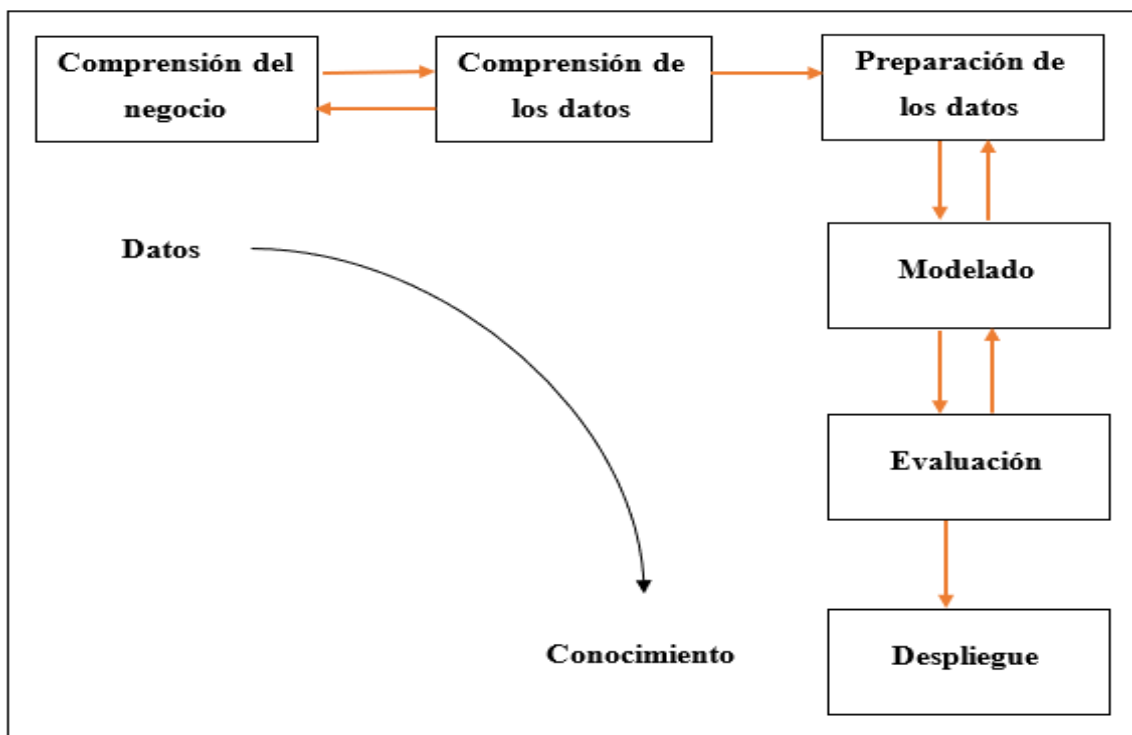 Comprensión del
negocio
Comprensión de
los datos
Preparación de
los datos
Datos
Modelado
Evaluación
Conocimiento
Despliegue